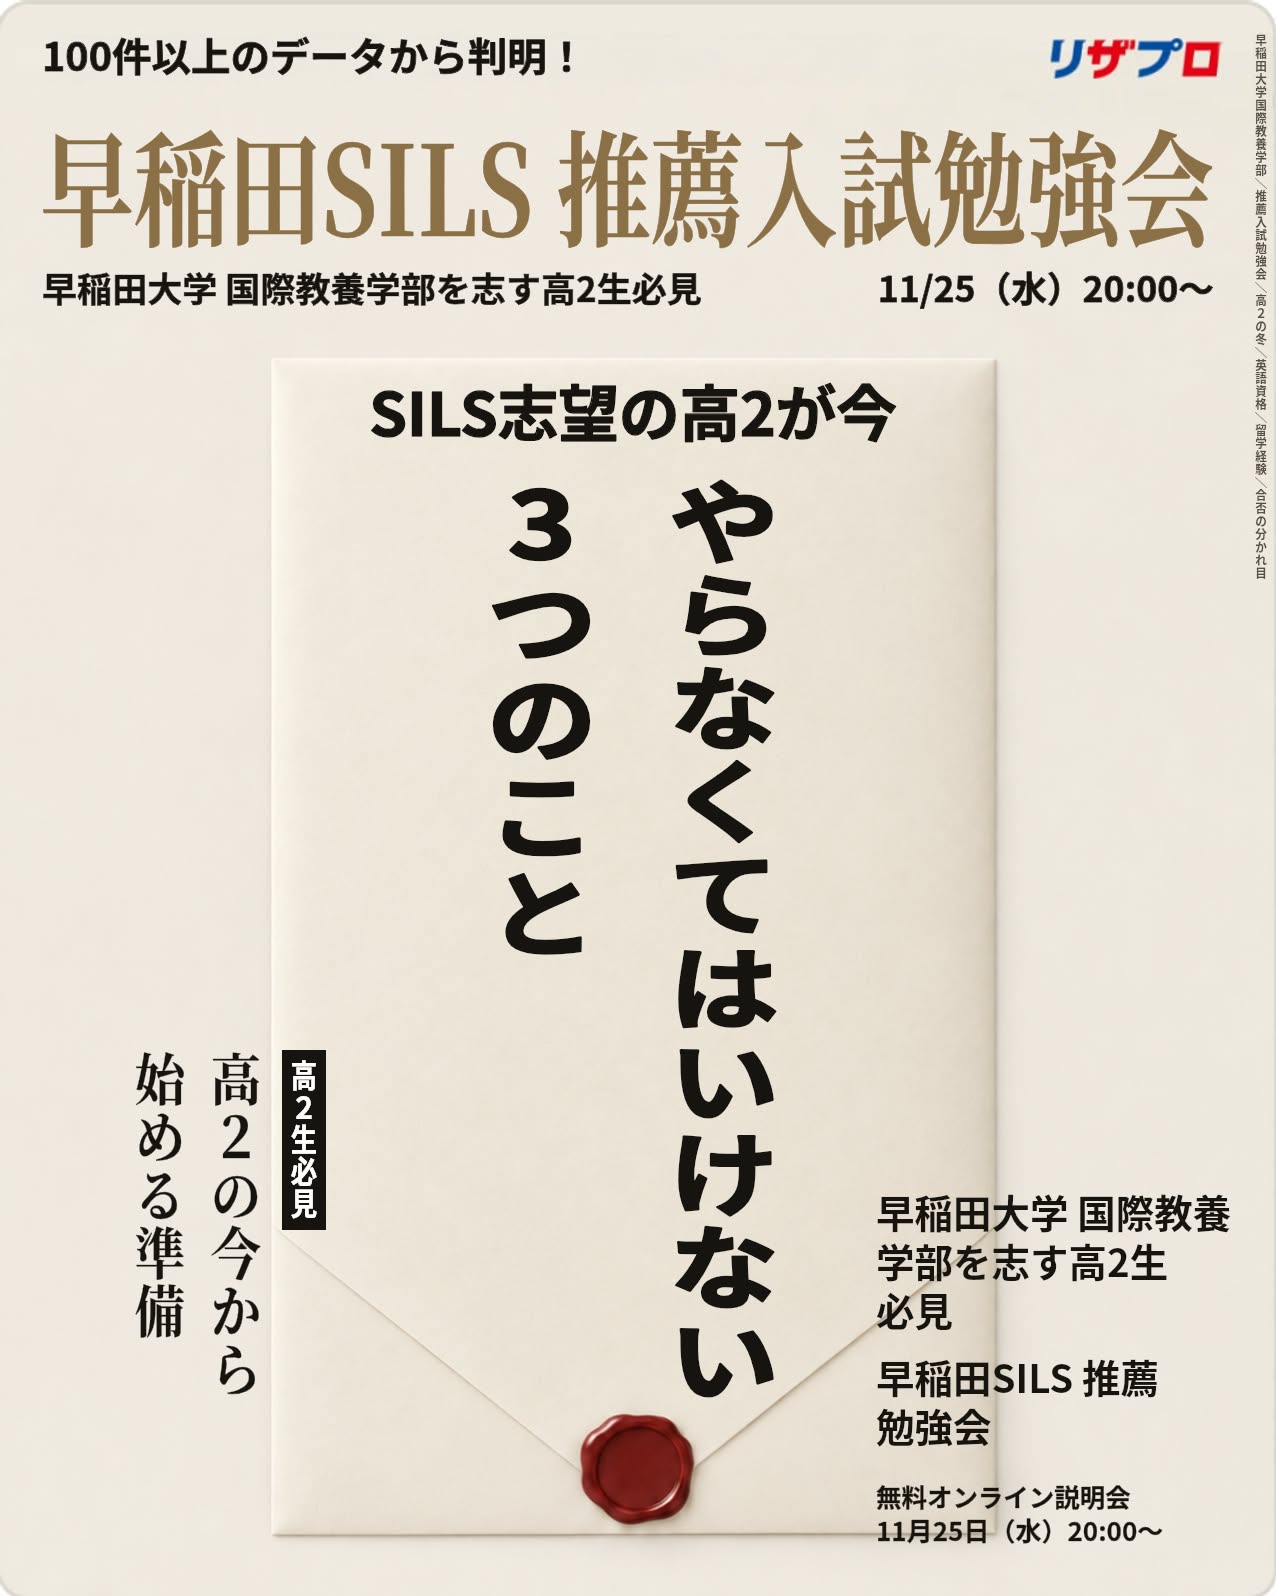 100件以上のデータから判明！
リザプロ
早稲田SILS 推薦入試勉強会
早稲田大学 国際教養学部を志す高2生必見
11/25（水）20:00〜
早稲田大学国際教養学部／推薦入試勉強会／高2の冬／英語資格／留学経験／合否の分かれ目
SILS志望の高2が今
やらなくてはいけない
3つのこと
高2生必見
高2の今から
始める準備
早稲田大学 国際教養
学部を志す高2生
必見
早稲田SILS 推薦
勉強会
無料オンライン説明会
11月25日（水）20:00〜